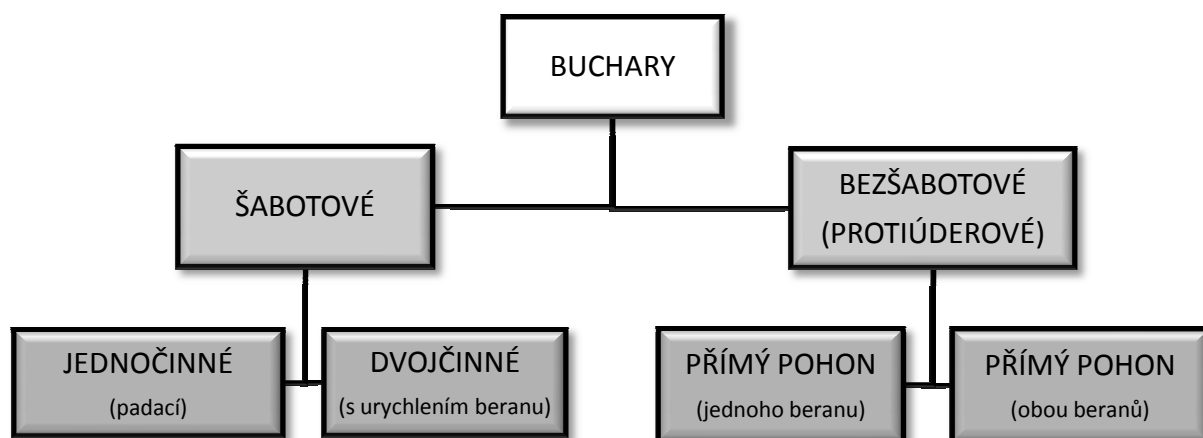 BUCHARY
ŠABOTOVÉ
BEZŠABOTOVÉ
(PROTIÚDEROVÉ)
JEDNOČINNÉ
(padací)
DVOJČINNÉ
(s urychlením beranu)
PŘÍMÝ POHON
(jednoho beranu)
PŘÍMÝ POHON
(obou beranů)